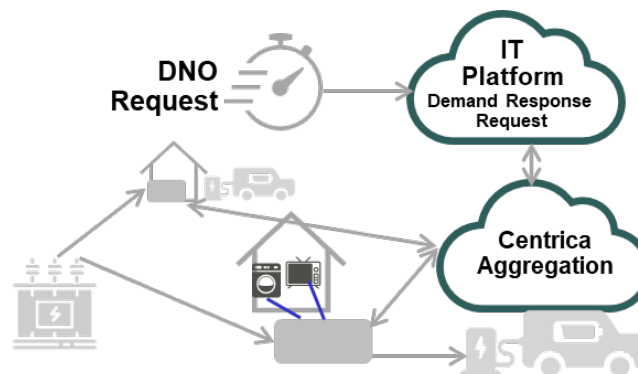 DNO
Request
IT
Platform
Demand Response
Request
Centrica
Aggregation